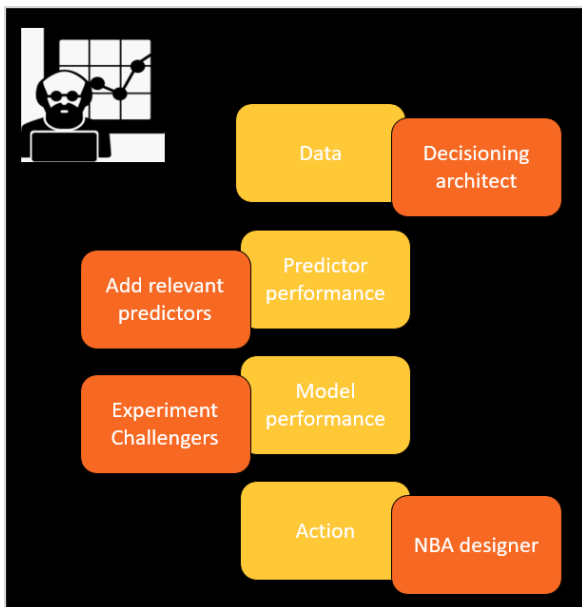 Data
Decisioning
architect
Predictor
performance
Add relevant
predictors
Model
performance
Experiment
Challengers
Action
NBA designer